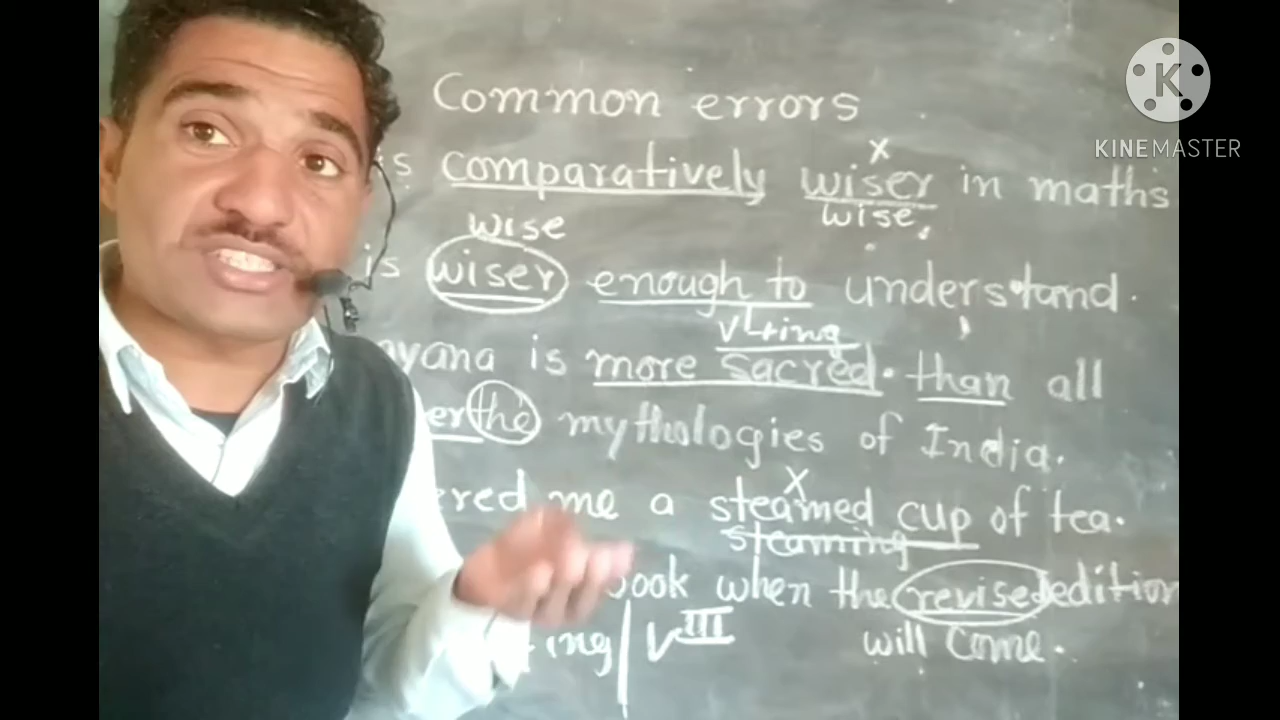 Common errors
x
is comparatively wiser in maths
wise
wise
is wiser enough to understand.
V1+ing
ayana is more sacred than all
er the mythologies of India.
x
ered me a steamed cup of tea.
steaming
book when the revised edition
ing | VIII will come.
K
KINEMASTER